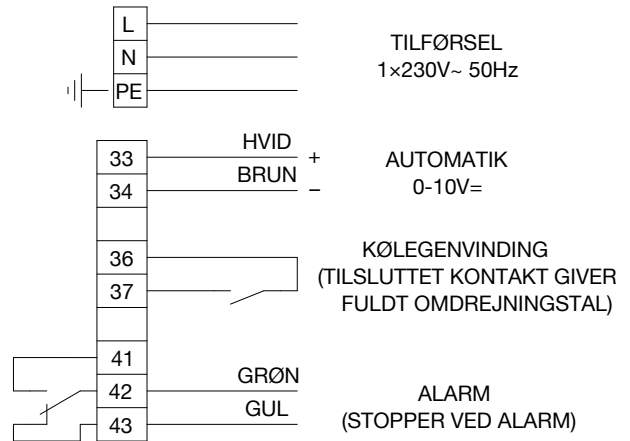 L
N
PE
TILFØRSEL
1×230V~ 50Hz
33
HVID
+
34
BRUN
−
AUTOMATIK
0-10V=
36
37
KØLEGENVINDING
(TILSLUTTET KONTAKT GIVER
FULDT OMDREJNINGSTAL)
41
42
GRØN
43
GUL
ALARM
(STOPPER VED ALARM)